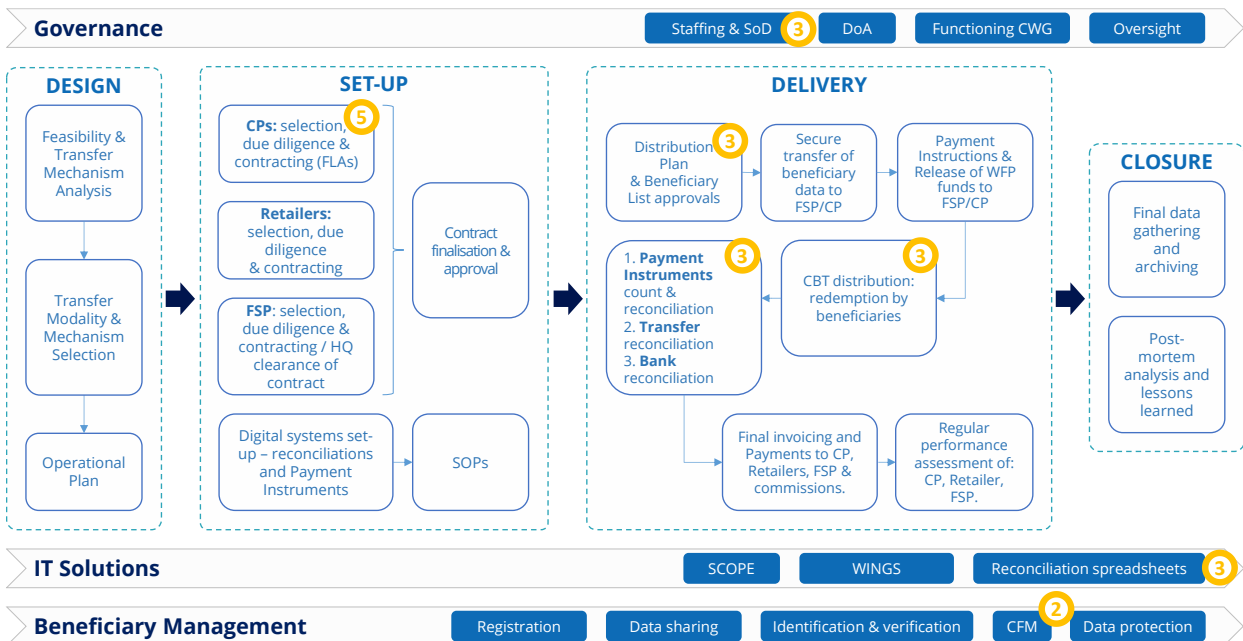 Governance
Staffing & SoD
3
DoA
Functioning CWG
Oversight
DESIGN
Feasibility &
Transfer
Mechanism
Analysis
Transfer
Modality &
Mechanism
Selection
Operational
Plan
SET-UP
CPs: selection,
due diligence &
contracting (FLAs)
5
Retailers:
selection, due
diligence
& contracting
FSP: selection,
due diligence &
contracting / HQ
clearance of
contract
Contract
finalisation &
approval
Digital systems set-
up – reconciliations
and Payment
Instruments
SOPs
DELIVERY
Distribution
Plan
& Beneficiary
List approvals
3
Secure
transfer of
beneficiary
data to
FSP/CP
Payment
Instructions &
Release of WFP
funds to
FSP/CP
1. Payment
Instruments
count &
reconciliation
2. Transfer
reconciliation
3. Bank
reconciliation
3
CBT distribution:
redemption by
beneficiaries
3
Final invoicing and
Payments to CP,
Retailers, FSP &
commissions.
Regular
performance
assessment of:
CP, Retailer,
FSP.
CLOSURE
Final data
gathering
and
archiving
Post-
mortem
analysis and
lessons
learned
IT Solutions
SCOPE
WINGS
Reconciliation spreadsheets
3
Beneficiary Management
Registration
Data sharing
Identification & verification
CFM
2
Data protection